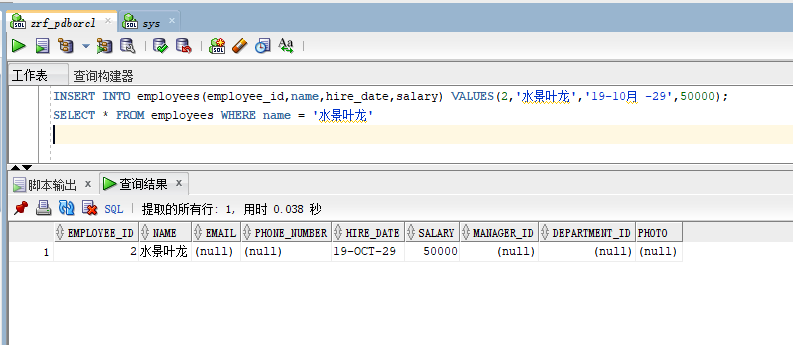 zrf_pdborcl sys
工作表 查询构建器
INSERT INTO employees(employee_id,name,hire_date,salary) VALUES(2,'水景叶龙','19-10月 -29',50000);
SELECT * FROM employees WHERE name = '水景叶龙'
脚本输出 x 查询结果 x
SQL | 提取的所有行: 1, 用时 0.038 秒
EMPLOYEE_ID NAME EMAIL PHONE_NUMBER HIRE_DATE SALARY MANAGER_ID DEPARTMENT_ID PHOTO
1 2 水景叶龙 (null) (null) 19-OCT-29 50000 (null) (null) (null)